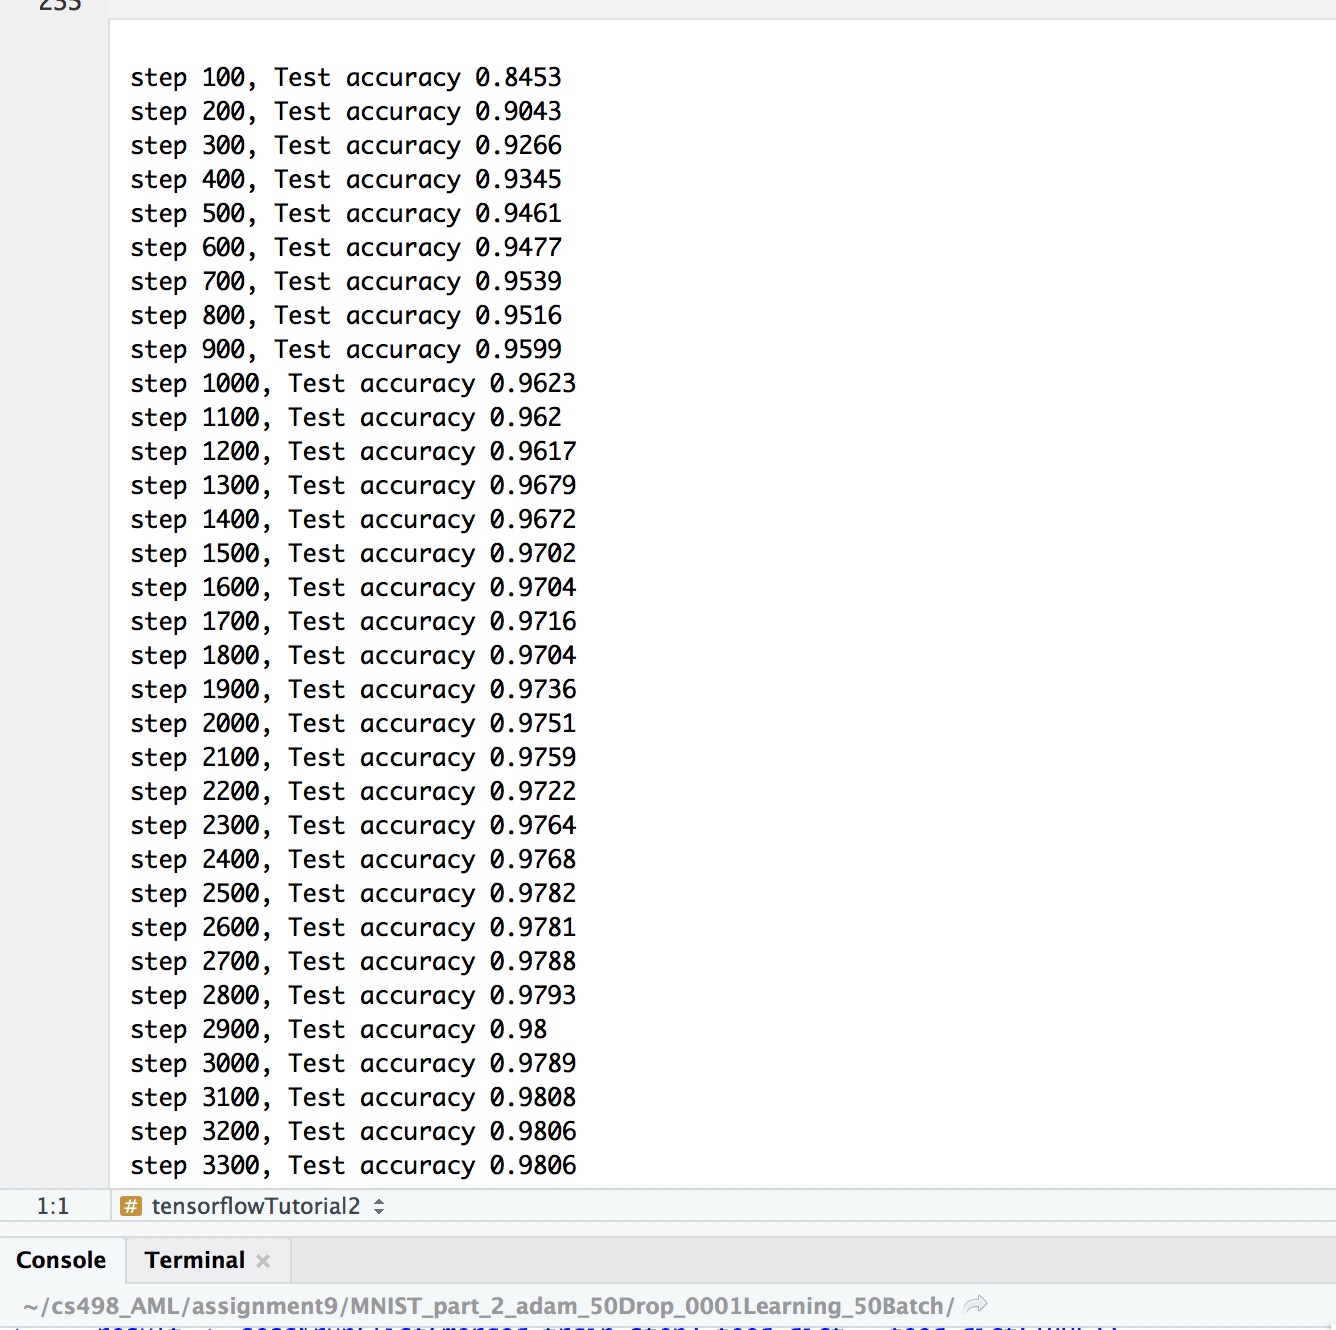 235
step 100, Test accuracy 0.8453
step 200, Test accuracy 0.9043
step 300, Test accuracy 0.9266
step 400, Test accuracy 0.9345
step 500, Test accuracy 0.9461
step 600, Test accuracy 0.9477
step 700, Test accuracy 0.9539
step 800, Test accuracy 0.9516
step 900, Test accuracy 0.9599
step 1000, Test accuracy 0.9623
step 1100, Test accuracy 0.962
step 1200, Test accuracy 0.9617
step 1300, Test accuracy 0.9679
step 1400, Test accuracy 0.9672
step 1500, Test accuracy 0.9702
step 1600, Test accuracy 0.9704
step 1700, Test accuracy 0.9716
step 1800, Test accuracy 0.9704
step 1900, Test accuracy 0.9736
step 2000, Test accuracy 0.9751
step 2100, Test accuracy 0.9759
step 2200, Test accuracy 0.9722
step 2300, Test accuracy 0.9764
step 2400, Test accuracy 0.9768
step 2500, Test accuracy 0.9782
step 2600, Test accuracy 0.9781
step 2700, Test accuracy 0.9788
step 2800, Test accuracy 0.9793
step 2900, Test accuracy 0.98
step 3000, Test accuracy 0.9789
step 3100, Test accuracy 0.9808
step 3200, Test accuracy 0.9806
step 3300, Test accuracy 0.9806
1:1 # tensorflowTutorial2
Console Terminal
~/cs498_AML/assignment9/MNIST_part_2_adam_50Drop_0001Learning_50Batch/